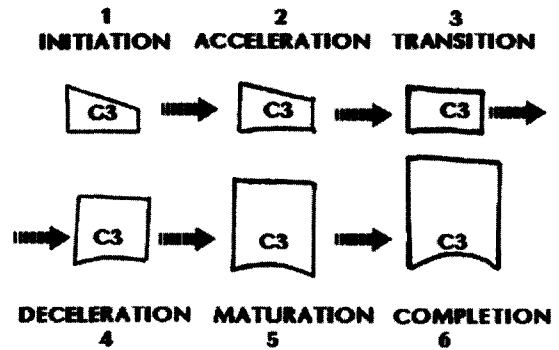 1 2 3
INITIATION ACCELERATION TRANSITION
C3 C3 C3
C3 C3 C3
DECELERATION MATURATION COMPLETION
4 5 6